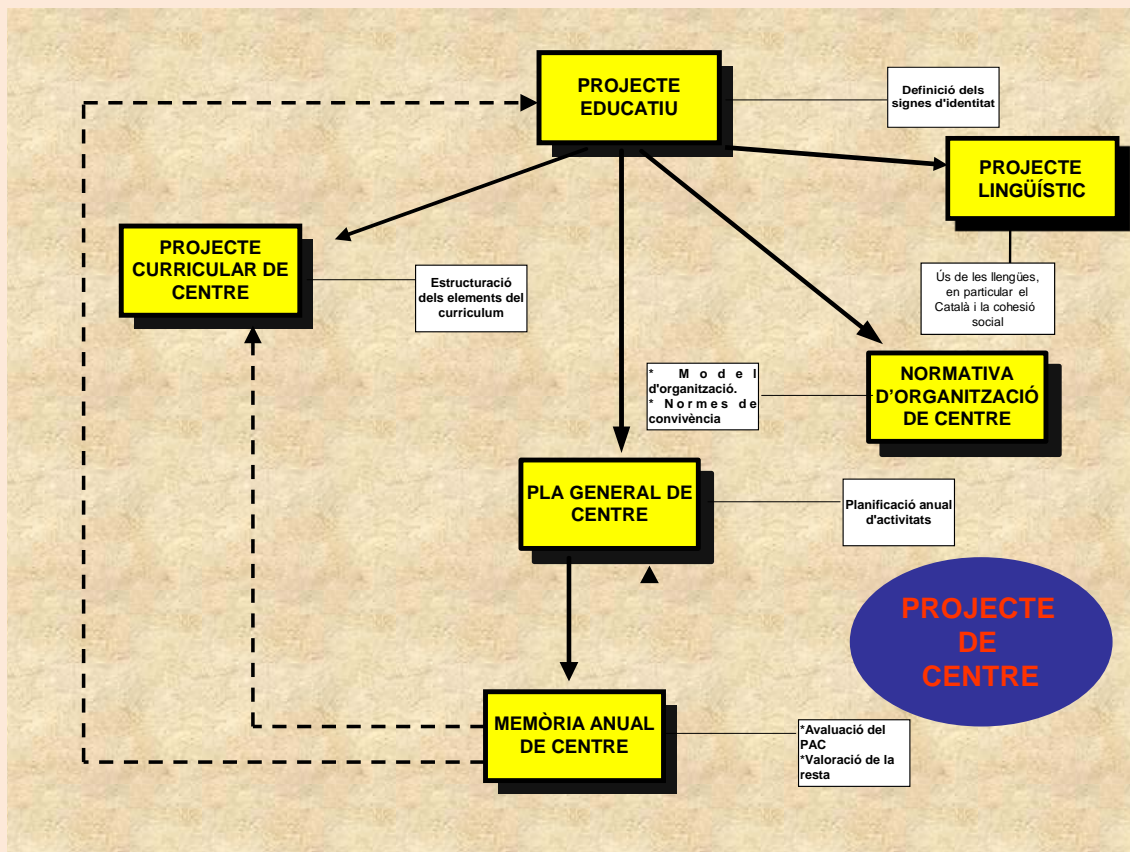 PROJECTE
EDUCATIU
Definició dels
signes d'identitat
PROJECTE
LINGÜÍSTIC
PROJECTE
CURRICULAR DE
CENTRE
Estructuració
dels elements del
curriculum
Ús de les llengües,
en particular el
Català i la cohesió
social
* Model
d'organització.
* Normes de
convivència
NORMATIVA
D'ORGANITZACIÓ
DE CENTRE
PLA GENERAL DE
CENTRE
Planificació anual
d'activitats
PROJECTE
DE
CENTRE
MEMÒRIA ANUAL
DE CENTRE
*Avaluació del
PAC
*Valoració de la
resta